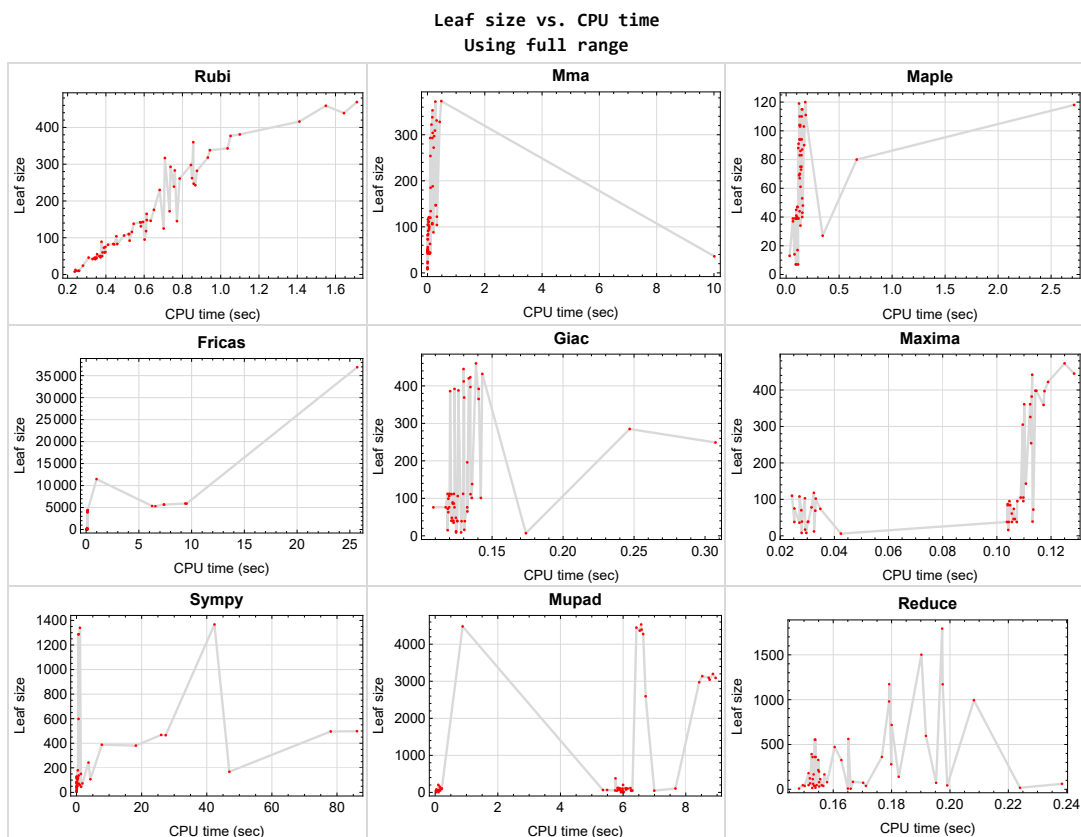 Leaf size vs. CPU time
Using full range
Rubi
Leaf size
400
300
200
100
0
0.2 0.4 0.6 0.8 1.0 1.2 1.4 1.6
CPU time (sec)
Mma
Leaf size
300
200
100
0
0 2 4 6 8 10
CPU time (sec)
Maple
Leaf size
120
100
80
60
40
20
0
0.0 0.5 1.0 1.5 2.0 2.5
CPU time (sec)
Fricas
Leaf size
35000
30000
25000
20000
15000
10000
5000
0
0 5 10 15 20 25
CPU time (sec)
Giac
Leaf size
400
300
200
100
0
0.15 0.20 0.25 0.30
CPU time (sec)
Maxima
Leaf size
400
300
200
100
0
0.02 0.04 0.06 0.08 0.10 0.12
CPU time (sec)
Sympy
Leaf size
1400
1200
1000
800
600
400
200
0
0 20 40 60 80
CPU time (sec)
Mupad
Leaf size
4000
3000
2000
1000
0
0 2 4 6 8
CPU time (sec)
Reduce
Leaf size
1500
1000
500
0
0.16 0.18 0.20 0.22 0.24
CPU time (sec)